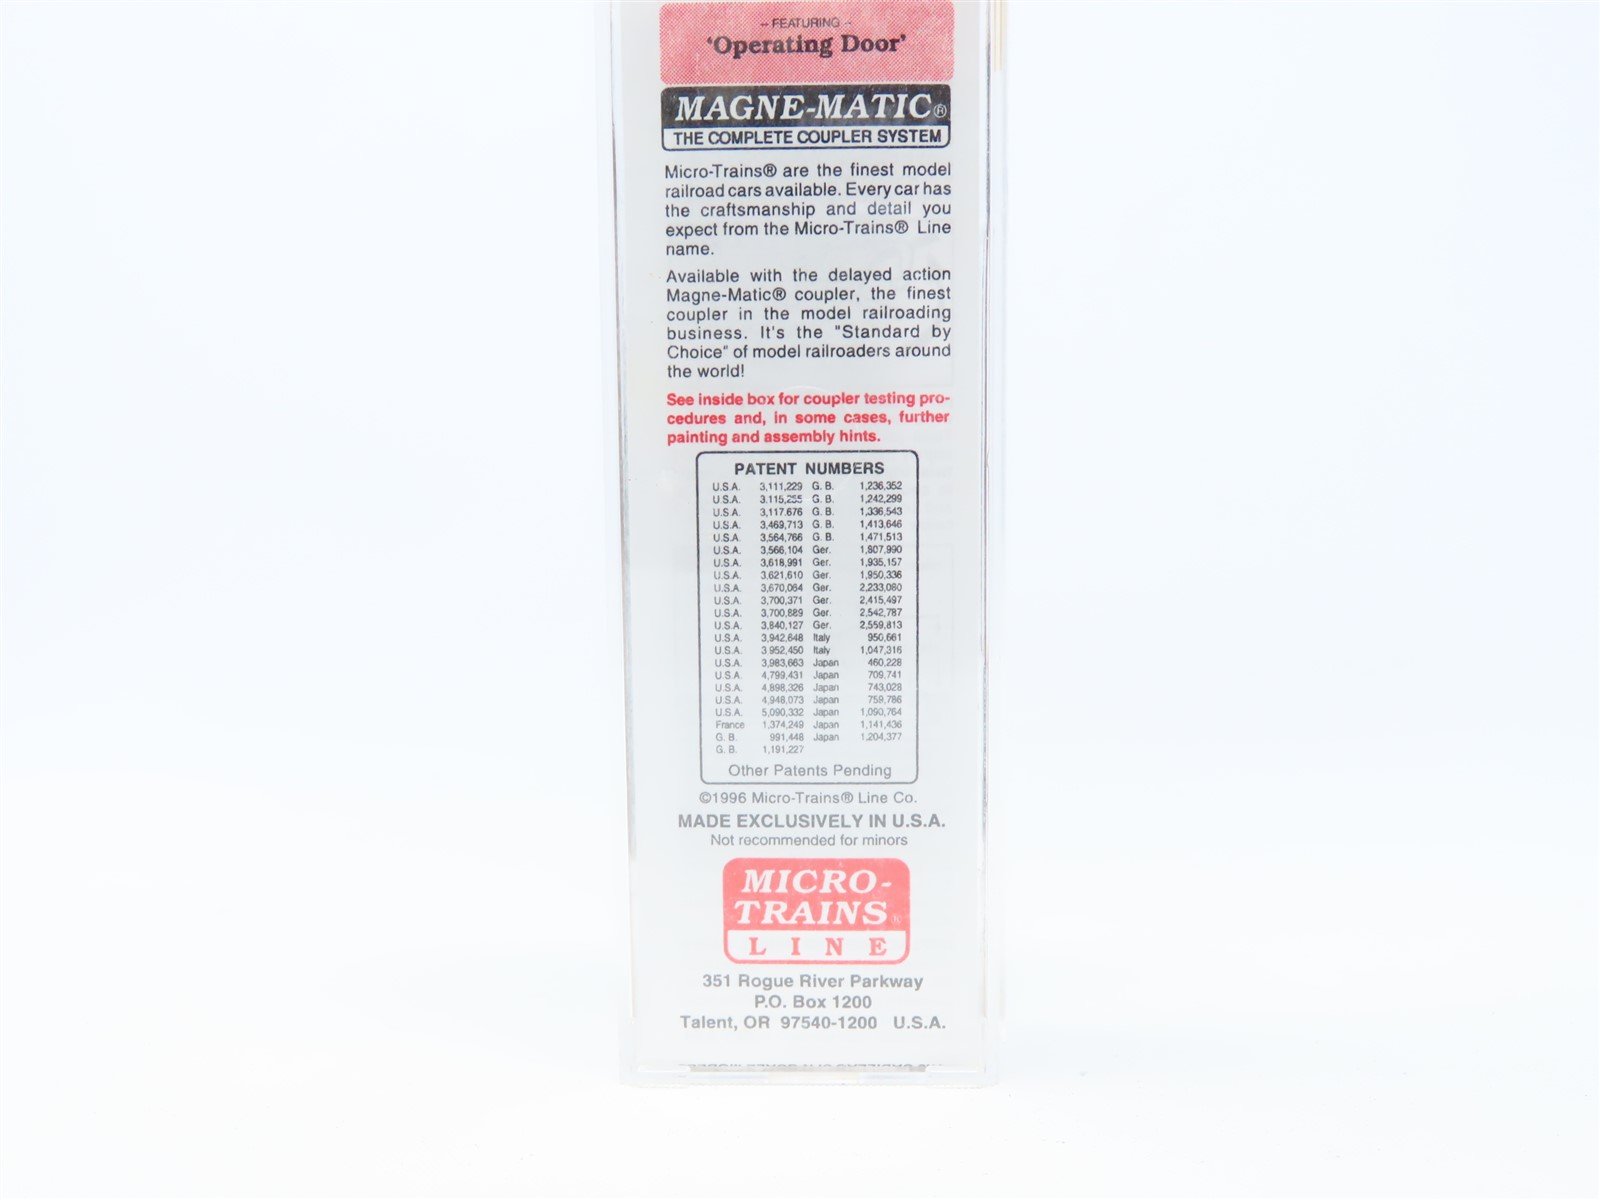 - FEATURING -
'Operating Door'
MAGNE-MATIC®
THE COMPLETE COUPLER SYSTEM
Micro-Trains® are the finest model
railroad cars available. Every car has
the craftsmanship and detail you
expect from the Micro-Trains® Line
name.
Available with the delayed action
Magne-Matic® coupler, the finest
coupler in the model railroading
business. It's the "Standard by
Choice" of model railroaders around
the world!
See inside box for coupler testing pro-
cedures and, in some cases, further
painting and assembly hints.
PATENT NUMBERS
U.S.A. 3,111,229 G. B. 1,236,352
U.S.A. 3,115,255 G. B. 1,242,299
U.S.A. 3,117,676 G. B. 1,336,543
U.S.A. 3,469,713 G. B. 1,413,646
U.S.A. 3,564,766 G. B. 1,471,513
U.S.A. 3,566,104 Ger. 1,807,990
U.S.A. 3,618,991 Ger. 1,935,157
U.S.A. 3,621,610 Ger. 1,950,336
U.S.A. 3,670,064 Ger. 2,233,060
U.S.A. 3,700,371 Ger. 2,415,497
U.S.A. 3,700,889 Ger. 2,542,787
U.S.A. 3,840,127 Ger. 2,559,813
U.S.A. 3,942,648 Italy 950,661
U.S.A. 3 952,450 Italy 1,047,316
U.S.A. 3,983,663 Japan 460,228
U.S.A. 4,799,431 Japan 709,741
U.S.A. 4,898,326 Japan 743,028
U.S.A. 4,946,073 Japan 759,786
U.S.A. 5,090,332 Japan 1,090,764
France 1,374,249 Japan 1,141,436
G. B. 991,448 Japan 1,204,377
G. B. 1,191,227
Other Patents Pending
©1996 Micro-Trains® Line Co.
MADE EXCLUSIVELY IN U.S.A.
Not recommended for minors
MICRO-
TRAINS®
LINE
351 Rogue River Parkway
P.O. Box 1200
Talent, OR 97540-1200 U.S.A.